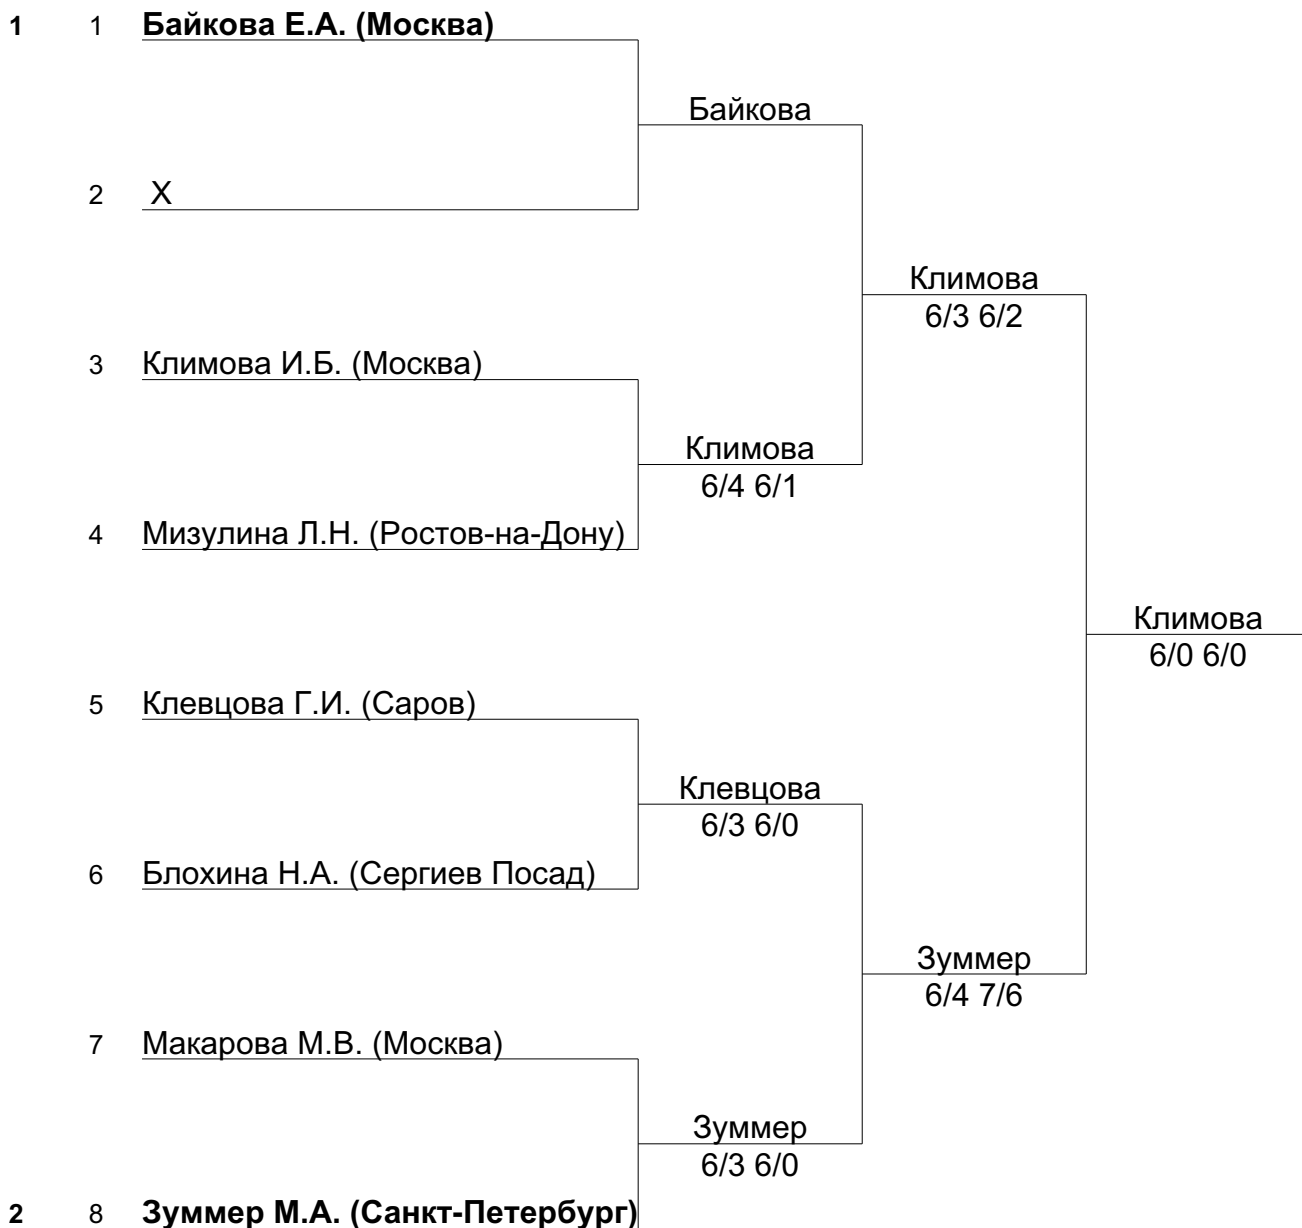 1 1 Байкова Е.А. (Москва)
Байкова
2 X
Климова
6/3 6/2
3 Климова И.Б. (Москва)
Климова
6/4 6/1
4 Мизулина Л.Н. (Ростов-на-Дону)
Климова
6/0 6/0
5 Клевцова Г.И. (Саров)
Клевцова
6/3 6/0
6 Блохина Н.А. (Сергиев Посад)
Зуммер
6/4 7/6
7 Макарова М.В. (Москва)
Зуммер
6/3 6/0
2 8 Зуммер М.А. (Санкт-Петербург)